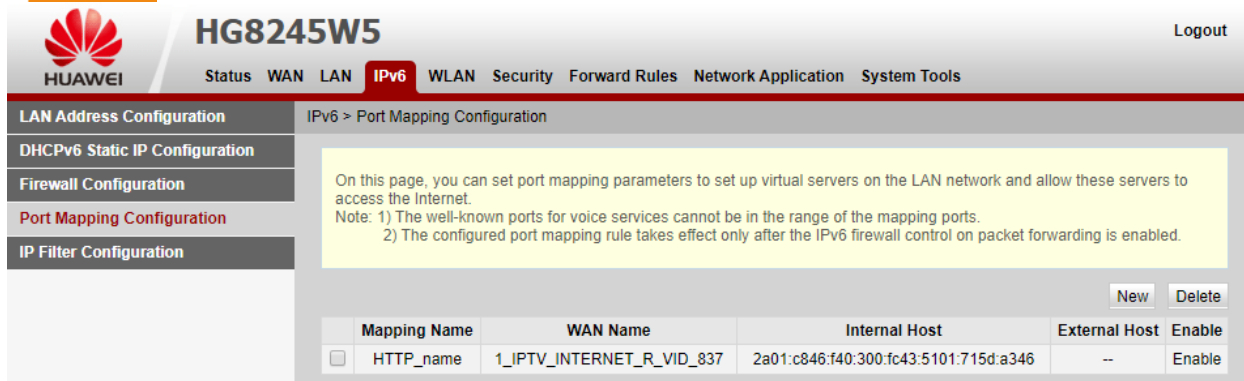 HG8245W5
Logout
HUAWEI
Status WAN LAN IPv6 WLAN Security Forward Rules Network Application System Tools
LAN Address Configuration
DHCPv6 Static IP Configuration
Firewall Configuration
Port Mapping Configuration
IP Filter Configuration
IPv6 > Port Mapping Configuration
On this page, you can set port mapping parameters to set up virtual servers on the LAN network and allow these servers to
access the Internet.
Note: 1) The well-known ports for voice services cannot be in the range of the mapping ports.
2) The configured port mapping rule takes effect only after the IPv6 firewall control on packet forwarding is enabled.
New Delete
Mapping Name WAN Name Internal Host External Host Enable
HTTP_name 1_IPTV_INTERNET_R_VID_837 2a01:c846:f40:300:fc43:5101:715d:a346 -- Enable